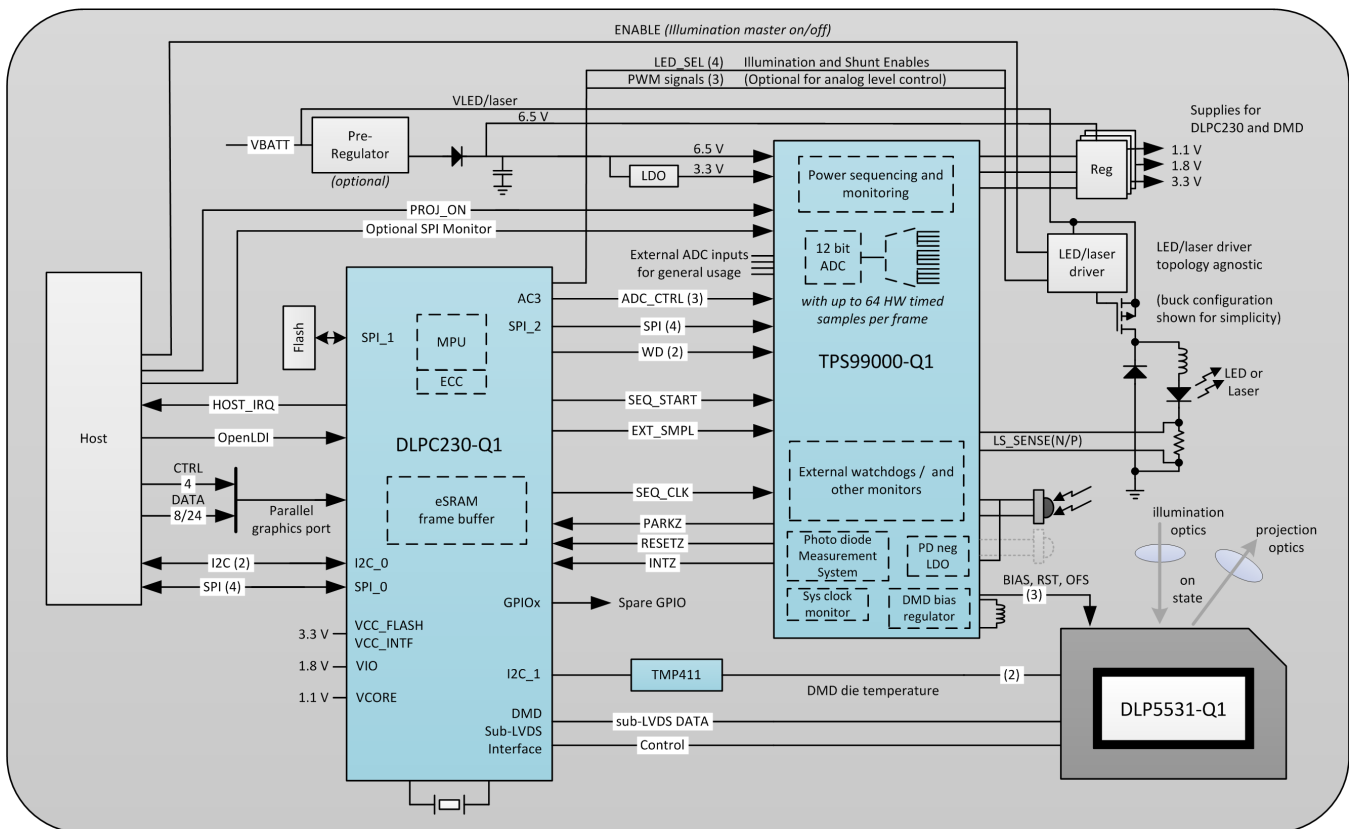 ENABLE (Illumination master on/off)
LED_SEL (4) Illumination and Shunt Enables
PWM signals (3) (Optional for analog level control)
VLED/laser
6.5 V
VBATT
Pre-
Regulator
(optional)
6.5 V
LDO
3.3 V
Supplies for
DLPC230 and DMD
Reg
1.1 V
1.8 V
3.3 V
PROJ_ON
Optional SPI Monitor
Power sequencing and
monitoring
External ADC inputs
for general usage
12 bit
ADC
with up to 64 HW timed
samples per frame
TPS99000-Q1
LED/laser
driver
LED/laser driver
topology agnostic
(buck configuration
shown for simplicity)
LED or
Laser
LS_SENSE(N/P)
Host
Flash
SPI_1
MPU
ECC
AC3
SPI_2
ADC_CTRL (3)
SPI (4)
WD (2)
SEQ_START
EXT_SMPL
HOST_IRQ
OpenLDI
DLPC230-Q1
CTRL
4
DATA
8/24
Parallel
graphics port
eSRAM
frame buffer
SEQ_CLK
PARKZ
RESETZ
INTZ
External watchdogs / and
other monitors
Photo diode
Measurement
System
PD neg
LDO
Sys clock
monitor
DMD bias
regulator
I2C (2)
I2C_0
SPI (4)
SPI_0
GPIOx
Spare GPIO
3.3 V
VCC_FLASH
VCC_INTF
1.8 V
VIO
1.1 V
VCORE
I2C_1
TMP411
DMD die temperature
(2)
DMD
Sub-LVDS
Interface
sub-LVDS DATA
Control
BIAS, RST, OFS
(3)
illumination
optics
projection
optics
on
state
DLP5531-Q1